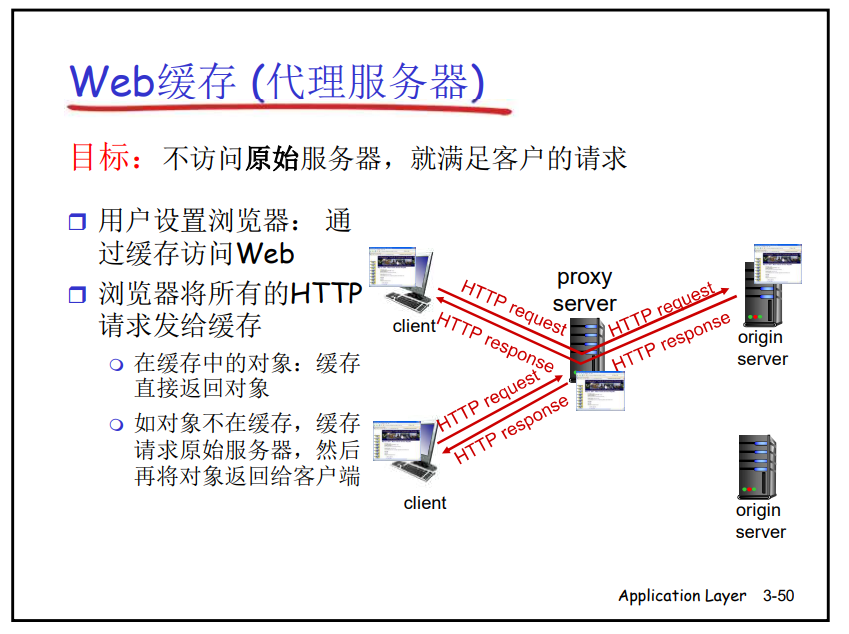 Web缓存 (代理服务器)
目标：不访问原始服务器，就满足客户的请求
用户设置浏览器： 通
过缓存访问Web
浏览器将所有的HTTP
请求发给缓存
在缓存中的对象：缓存
直接返回对象
如对象不在缓存，缓存
请求原始服务器，然后
再将对象返回给客户端
proxy
server
client
HTTP request
HTTP response
HTTP request
HTTP response
origin
server
HTTP request
HTTP response
client
origin
server
Application Layer 3-50